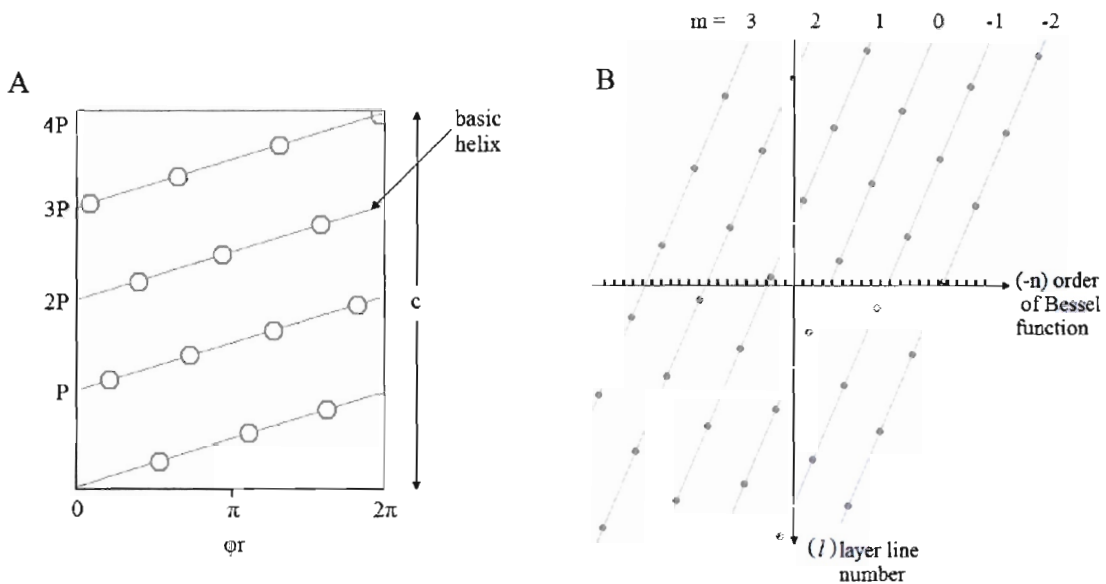 A
4P
3P
2P
P
0
π
2π
φr
basic
helix
c
B
m = 3 2 1 0 -1 -2
(-n) order
of Bessel
function
(l) layer line
number